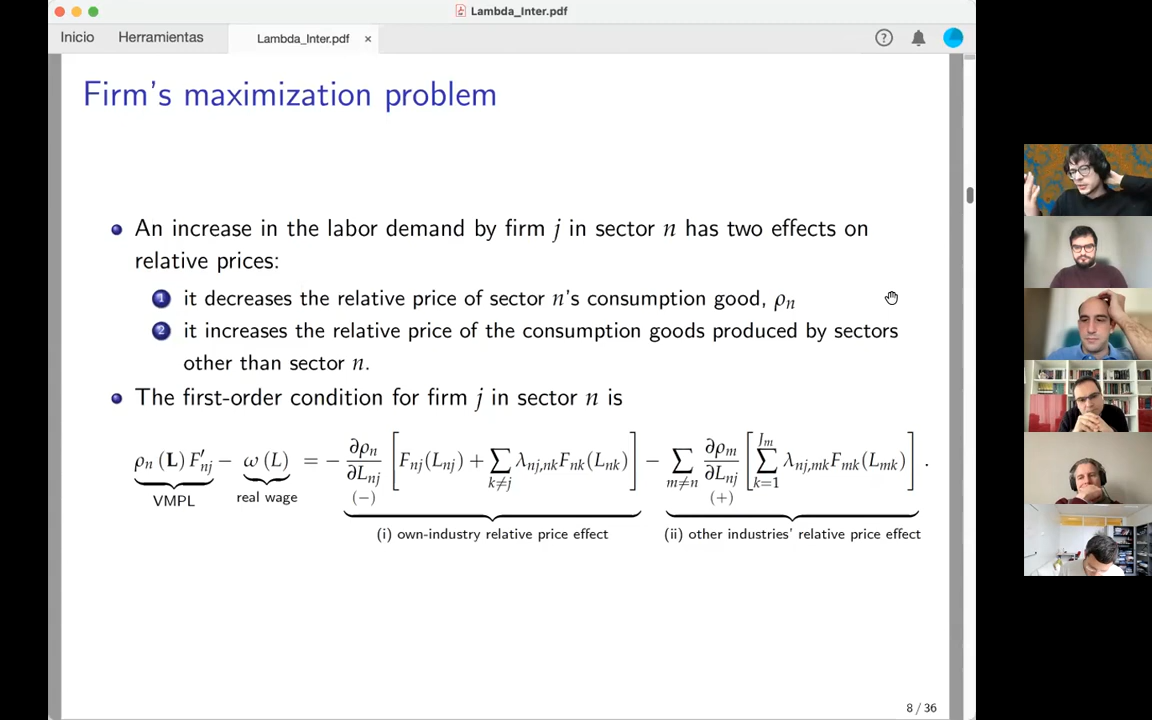 Lambda_Inter.pdf
Inicio Herramientas Lambda_Inter.pdf × ?
Firm's maximization problem
• An increase in the labor demand by firm j in sector n has two effects on
relative prices:
1 it decreases the relative price of sector n's consumption good, ρn
2 it increases the relative price of the consumption goods produced by sectors
other than sector n.
• The first-order condition for firm j in sector n is
ρn (L) F′nj − ω (L) = − ∂ρn/∂Lnj [Fnj(Lnj) + ∑k≠j λnj,nk Fnk(Lnk)] − ∑m≠n ∂ρm/∂Lnj [∑k=1^Jm λnj,mk Fmk(Lmk)] .
VMPL real wage (−) (+)
(i) own-industry relative price effect (ii) other industries' relative price effect
8 / 36